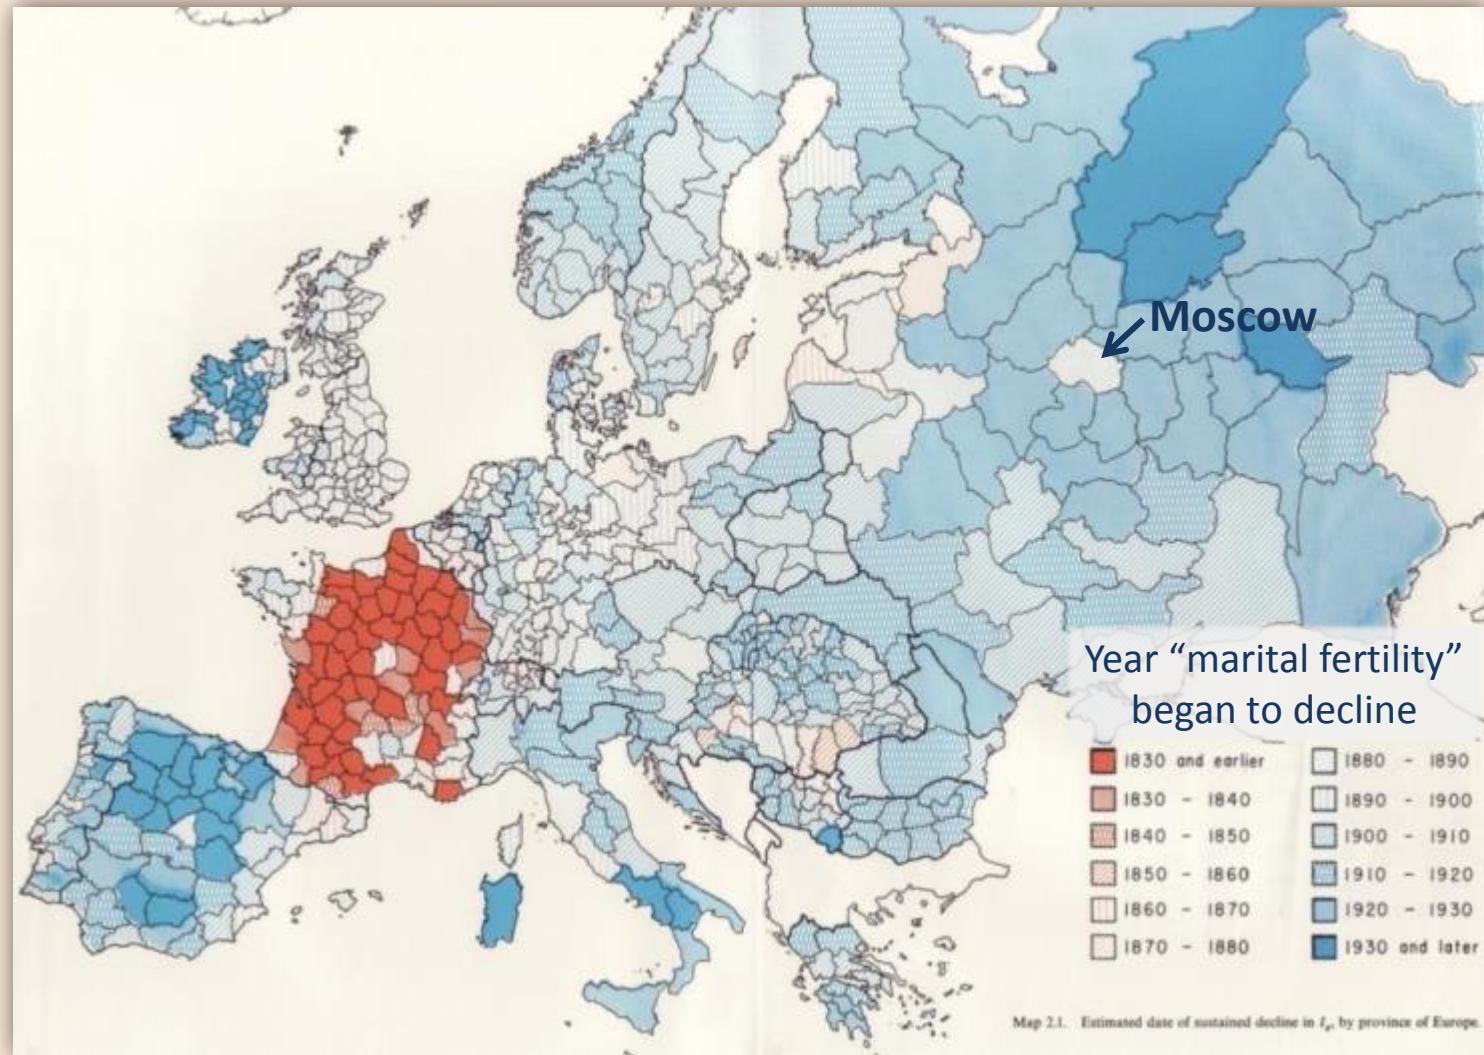 Moscow
Year “marital fertility”
began to decline
1830 and earlier
1830 - 1840
1840 - 1850
1850 - 1860
1860 - 1870
1870 - 1880
1880 - 1890
1890 - 1900
1900 - 1910
1910 - 1920
1920 - 1930
1930 and later
Map 2.1. Estimated date of sustained decline in Ig, by province of Europe.